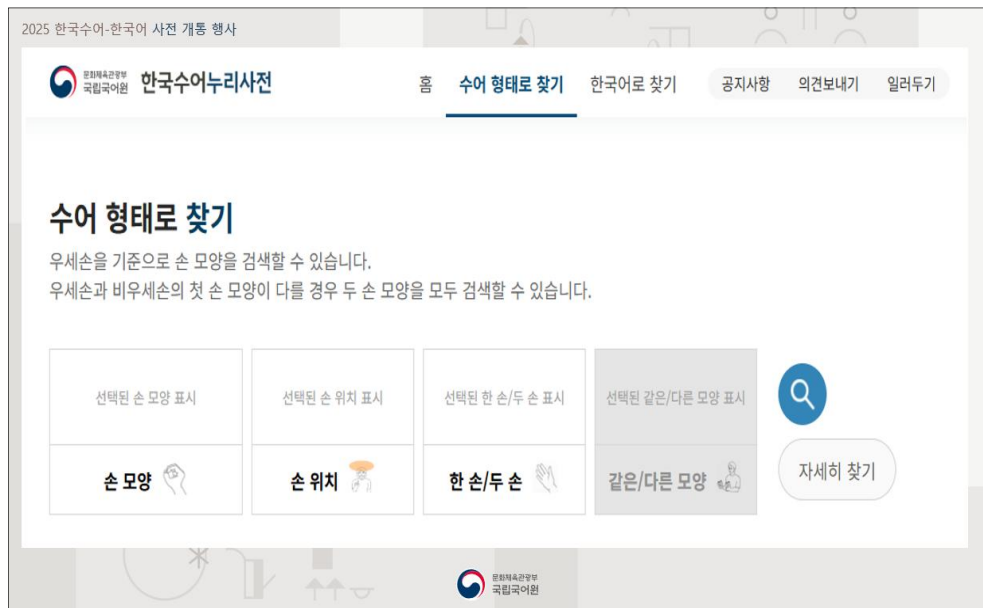 2025 한국수어-한국어 사전 개통 행사
문화체육관광부
국립국어원
한국수어누리사전
홈
수어 형태로 찾기
한국어로 찾기
공지사항
의견보내기
일러두기
수어 형태로 찾기
우세손을 기준으로 손 모양을 검색할 수 있습니다.
우세손과 비우세손의 첫 손 모양이 다를 경우 두 손 모양을 모두 검색할 수 있습니다.
선택된 손 모양 표시
선택된 손 위치 표시
선택된 한 손/두 손 표시
선택된 같은/다른 모양 표시
손 모양
손 위치
한 손/두 손
같은/다른 모양
자세히 찾기
문화체육관광부
국립국어원